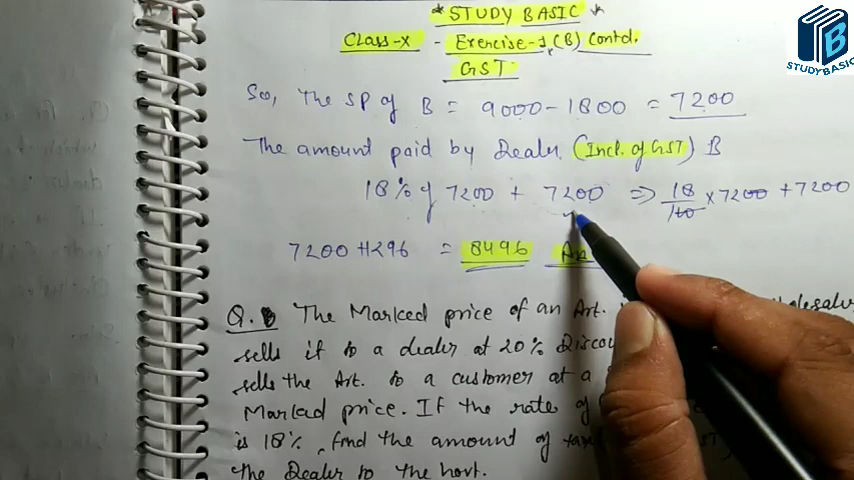 * STUDY BASIC *
Class-X - Exercise-1 (B) Contd.
GST
STUDYBASIC
So, The SP of B = 9000 - 1800 = 7200
The amount paid by Dealer (Incl. of GST) B
18% of 7200 + 7200 ⇒ 18/100 × 7200 + 7200
7200 + 1296 = 8496 Ans
Q. The Marked price of an Art.
sells it to a dealer at 20%
sells the Art. to a customer at a
Marked price. If the rate of
is 18%, find the amount of
the Dealer to the